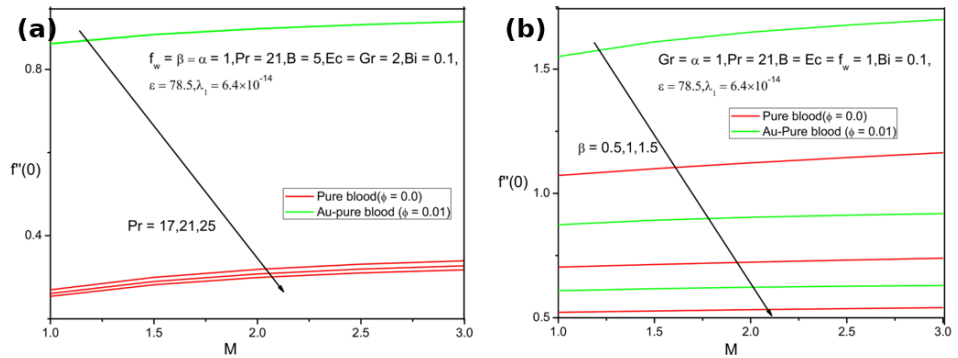 (a)
f_w = β = α = 1,Pr = 21,B = 5,Ec = Gr = 2,Bi = 0.1,
ε = 78.5,λ₁ = 6.4×10⁻¹⁴
0.8
0.4
f''(0)
Pure blood(ϕ = 0.0)
Au-pure blood (ϕ = 0.01)
Pr = 17,21,25
1.0 1.5 2.0 2.5 3.0
M
(b)
Gr = α = 1,Pr = 21,B = Ec = f_w = 1,Bi = 0.1,
ε = 78.5,λ₁ = 6.4×10⁻¹⁴
1.5
1.0
0.5
f''(0)
Pure blood (ϕ = 0.0)
Au-Pure blood (ϕ = 0.01)
β = 0.5,1,1.5
1.0 1.5 2.0 2.5 3.0
M